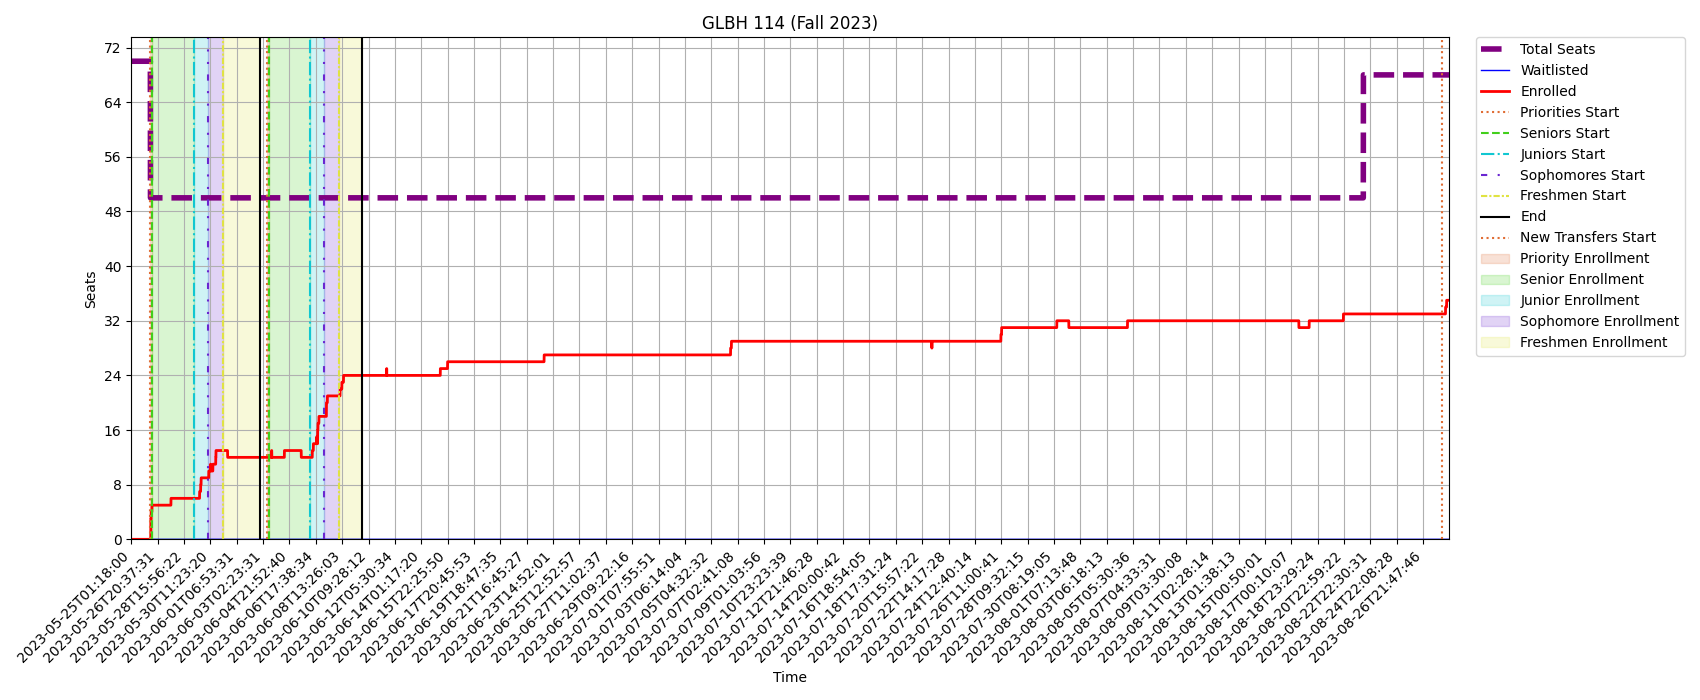 GLBH 114 (Fall 2023)
72
64
56
48
40
32
24
16
8
0
Seats
2023-05-25T01:18:00
2023-05-26T20:37:31
2023-05-28T15:56:22
2023-05-30T11:23:20
2023-06-01T06:53:31
2023-06-03T02:23:31
2023-06-04T21:52:40
2023-06-06T17:38:34
2023-06-08T13:26:03
2023-06-10T09:28:12
2023-06-12T05:30:34
2023-06-14T01:17:20
2023-06-15T22:25:50
2023-06-17T20:45:53
2023-06-19T18:47:35
2023-06-21T16:45:27
2023-06-23T14:52:01
2023-06-25T12:52:57
2023-06-27T11:02:37
2023-06-29T09:22:16
2023-07-01T07:55:51
2023-07-03T06:14:04
2023-07-05T04:32:32
2023-07-07T02:41:08
2023-07-09T01:03:56
2023-07-10T23:23:39
2023-07-12T21:46:28
2023-07-14T20:00:42
2023-07-16T18:54:05
2023-07-18T17:31:24
2023-07-20T15:57:22
2023-07-22T14:17:28
2023-07-24T12:40:14
2023-07-26T11:00:41
2023-07-28T09:32:15
2023-07-30T08:19:05
2023-08-01T07:13:48
2023-08-03T06:18:13
2023-08-05T05:30:36
2023-08-07T04:33:31
2023-08-09T03:30:08
2023-08-11T02:28:14
2023-08-13T01:38:13
2023-08-15T00:50:01
2023-08-17T00:10:07
2023-08-18T23:29:24
2023-08-20T22:59:22
2023-08-22T22:30:31
2023-08-24T22:08:28
2023-08-26T21:47:46
Time
Total Seats
Waitlisted
Enrolled
Priorities Start
Seniors Start
Juniors Start
Sophomores Start
Freshmen Start
End
New Transfers Start
Priority Enrollment
Senior Enrollment
Junior Enrollment
Sophomore Enrollment
Freshmen Enrollment